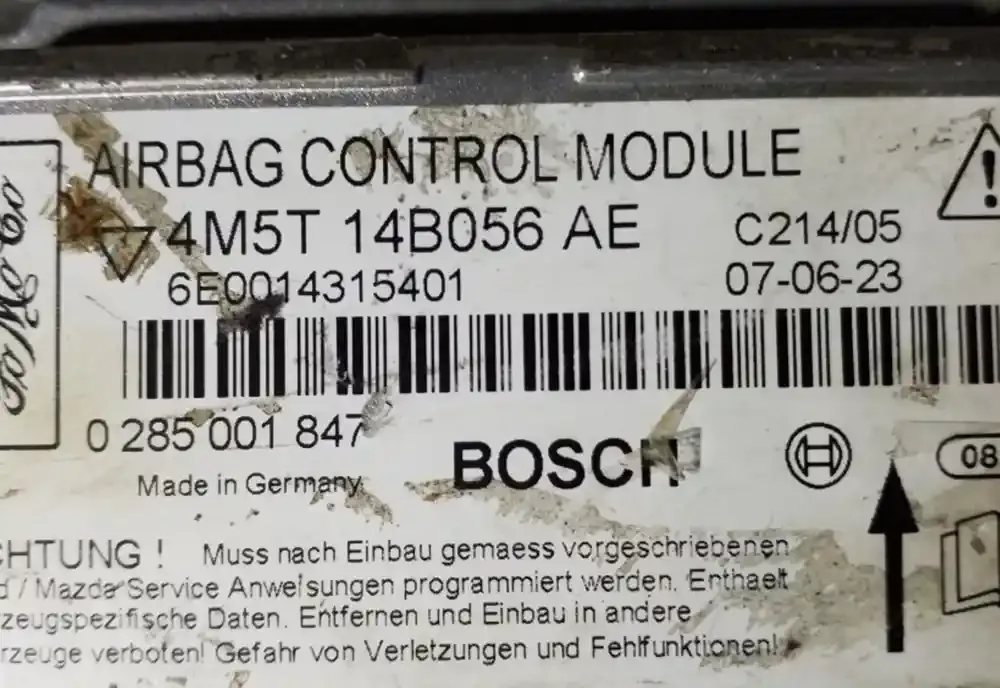 AIRBAG CONTROL MODULE
4M5T 14B056 AE
C214/05
6E0014315401
07-06-23
0 285 001 847
BOSCH
08
Made in Germany
CHTUNG ! Muss nach Einbau gemaess vorgeschriebenen
d / Mazda Service Anweisungen programmiert werden. Enthaelt
zeugspezifische Daten. Entfernen und Einbau in andere
rzeuge verboten! Gefahr von Verletzungen und Fehlfunktionen!